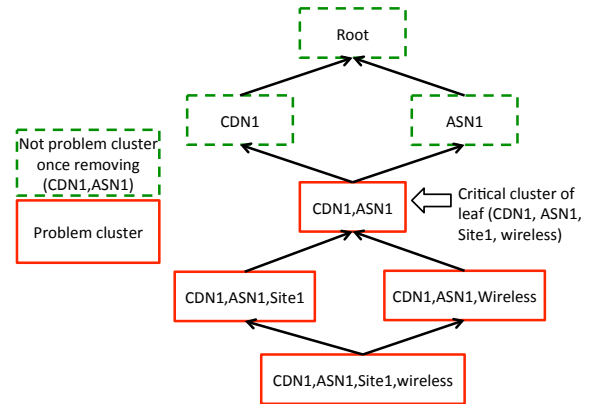 Root
CDN1
ASN1
Not problem cluster
once removing
(CDN1,ASN1)
Problem cluster
CDN1,ASN1
Critical cluster of
leaf (CDN1, ASN1,
Site1, wireless)
CDN1,ASN1,Site1
CDN1,ASN1,Wireless
CDN1,ASN1,Site1,wireless